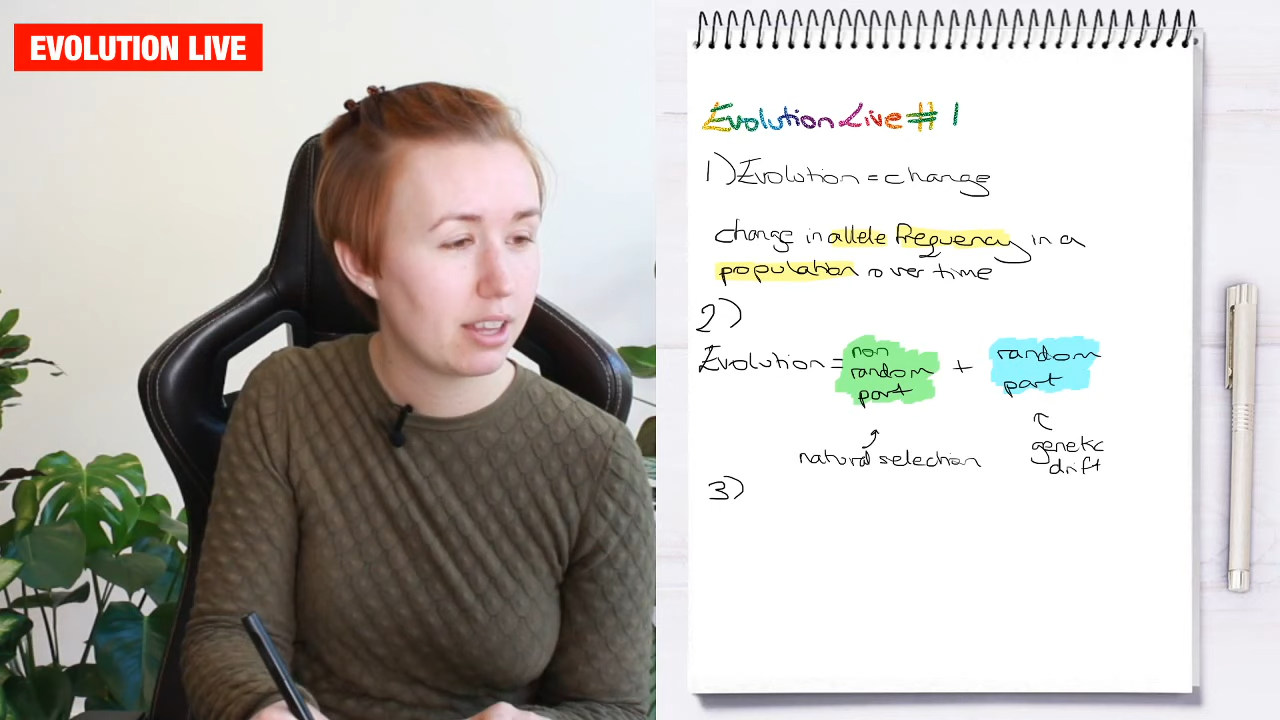 EVOLUTION LIVE
Evolution Live #1
1) Evolution = change
change in allele frequency in a
population over time
2)
Evolution =
non
random
part
+
random
part
natural selection
genetic
drift
3)